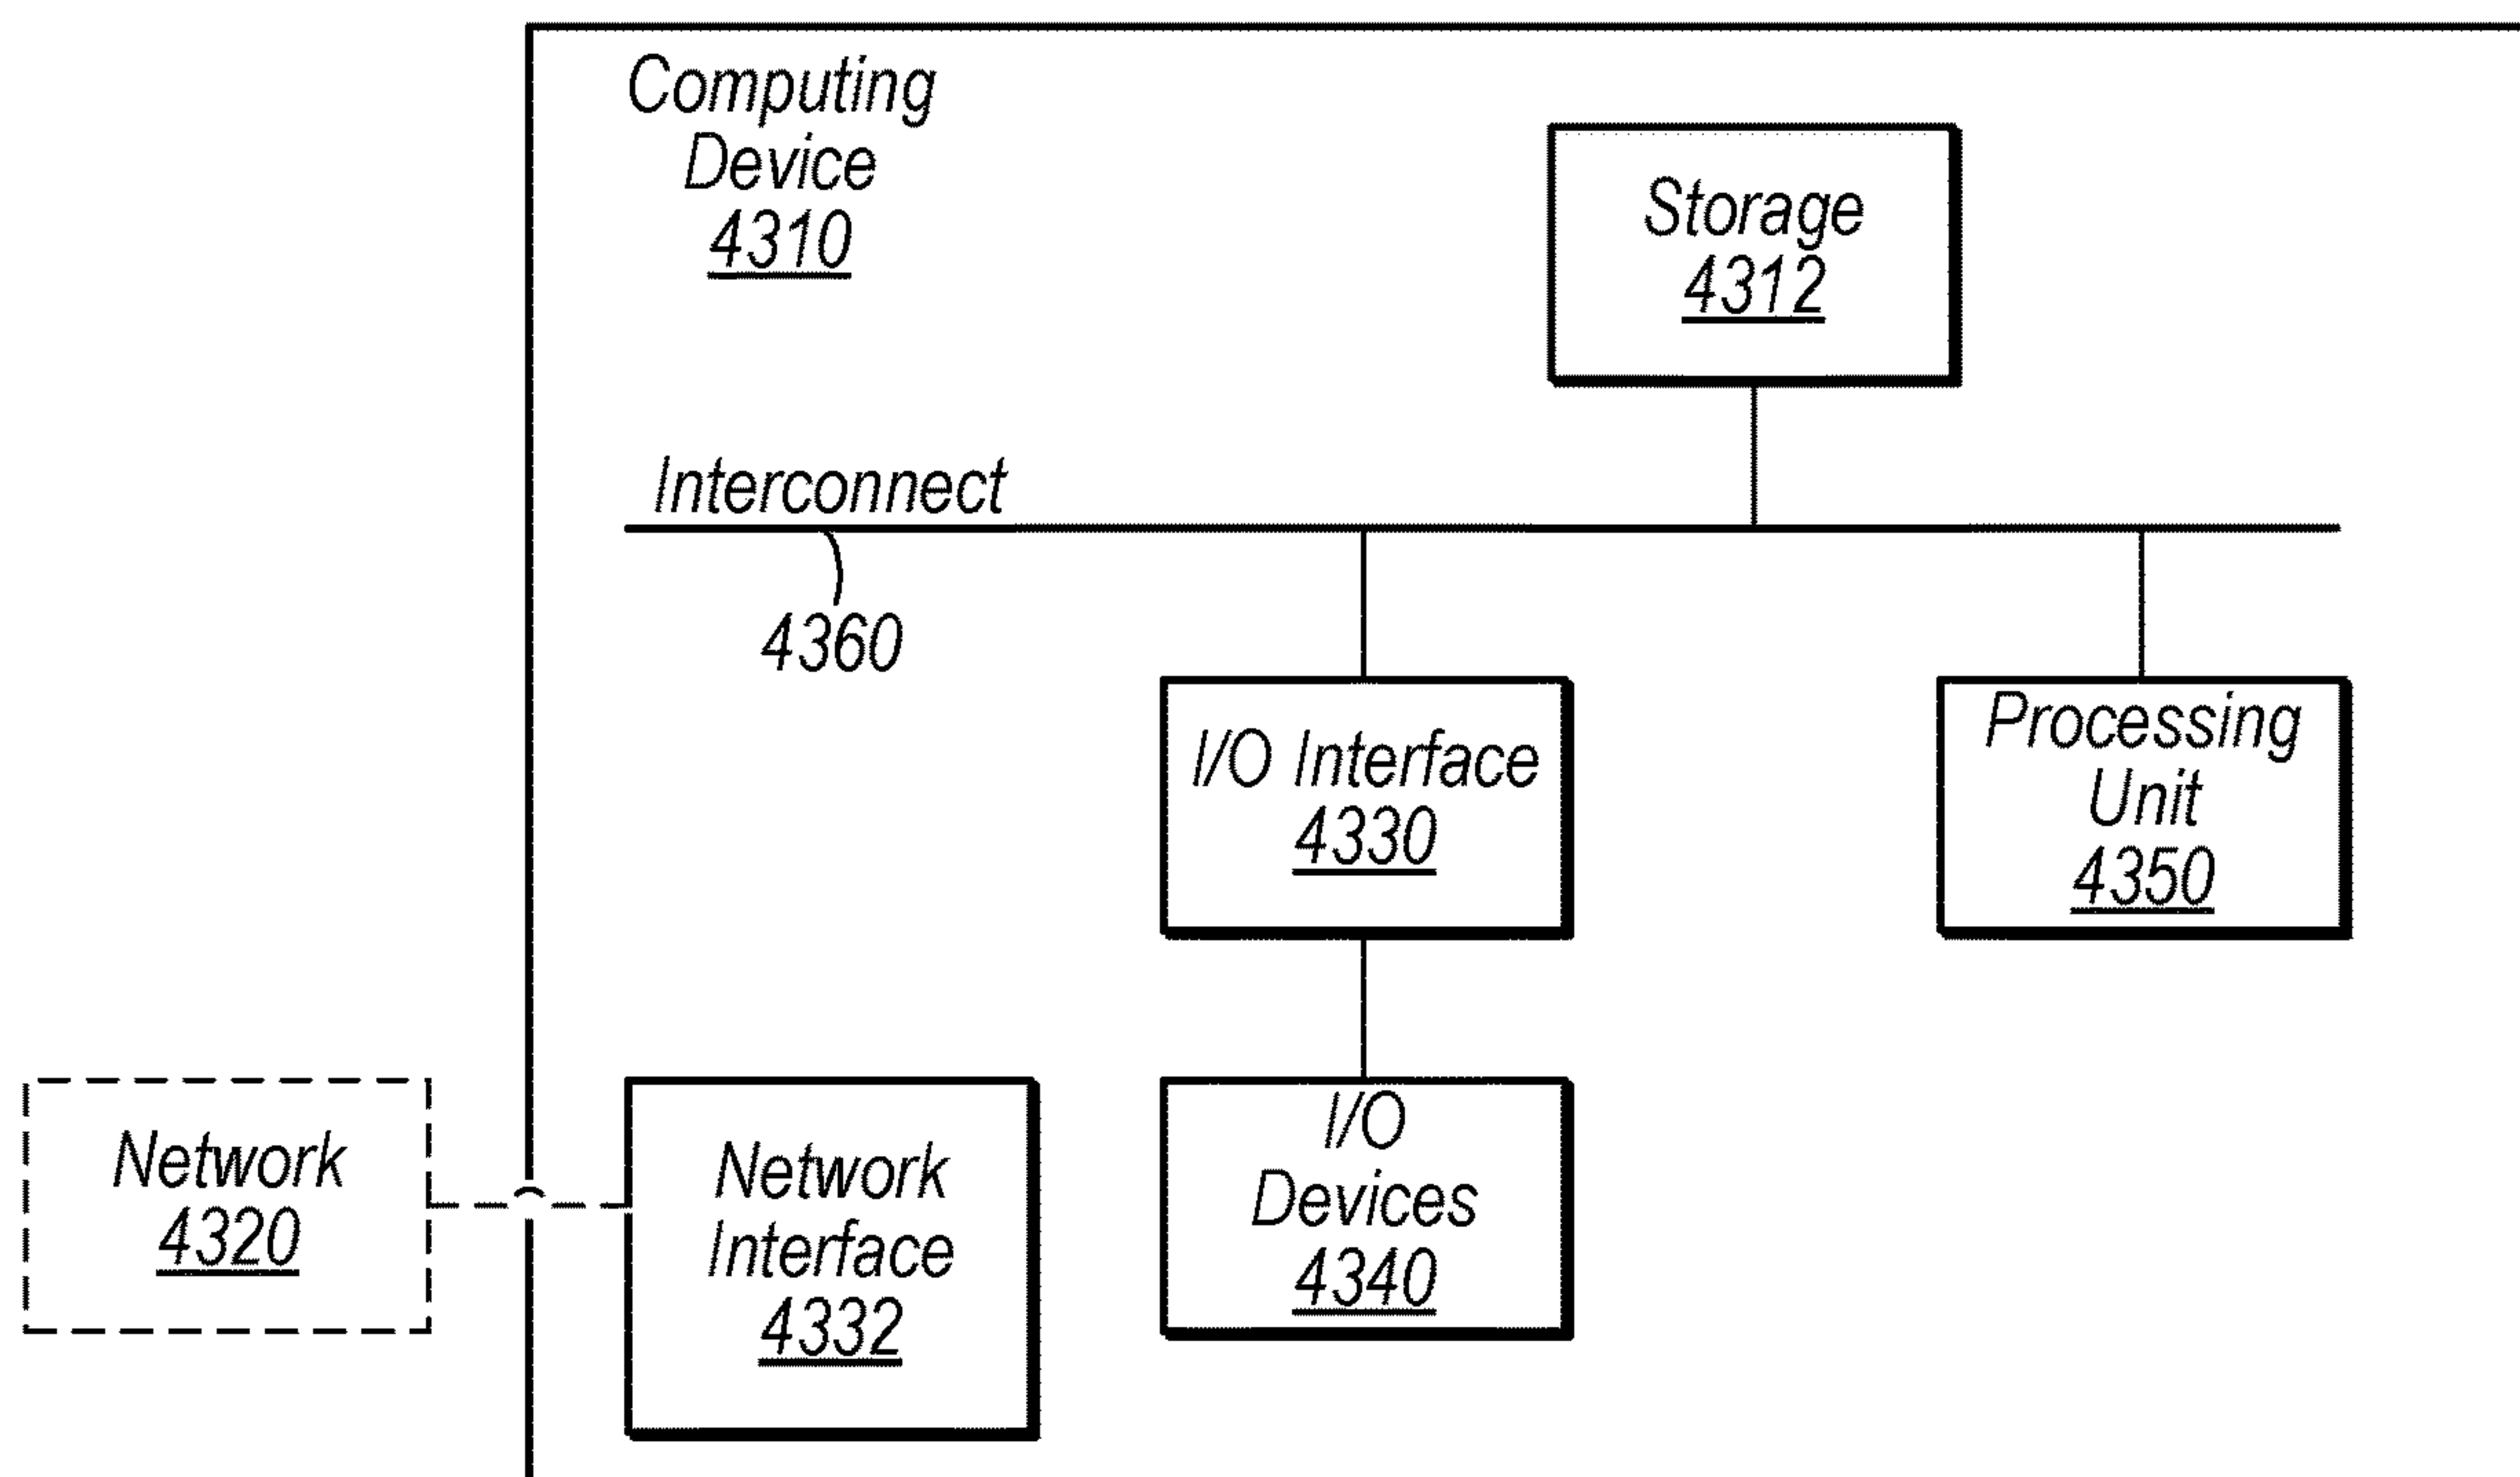 Computing
Device
4310
Storage
4312
Interconnect
4360
I/O Interface
4330
Processing
Unit
4350
Network
4320
Network
Interface
4332
I/O
Devices
4340